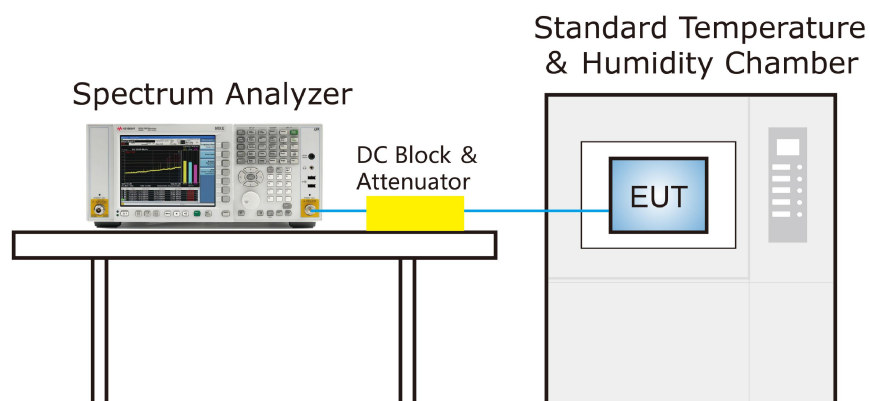 Standard Temperature
& Humidity Chamber
Spectrum Analyzer
DC Block &
Attenuator
EUT